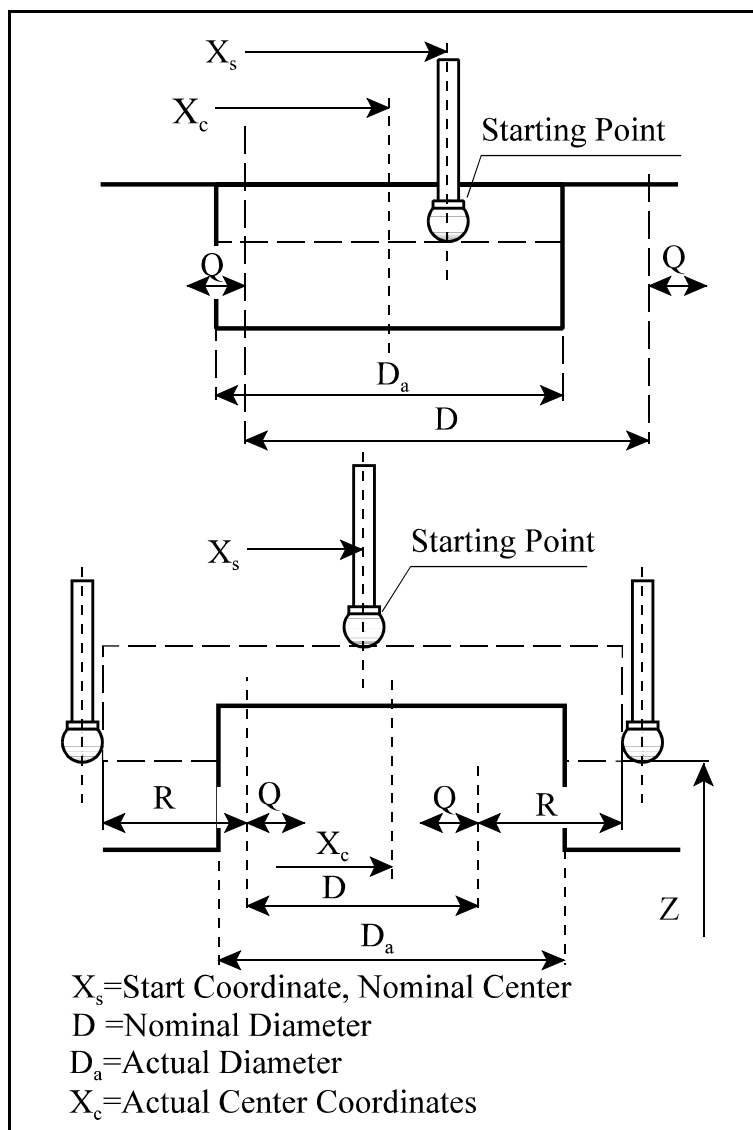 Xs
Xc
Starting Point
Q
Q
Da
D
Xs
Starting Point
R
Q
Q
R
Xc
D
Z
Da
Xs=Start Coordinate, Nominal Center
D =Nominal Diameter
Da=Actual Diameter
Xc=Actual Center Coordinates